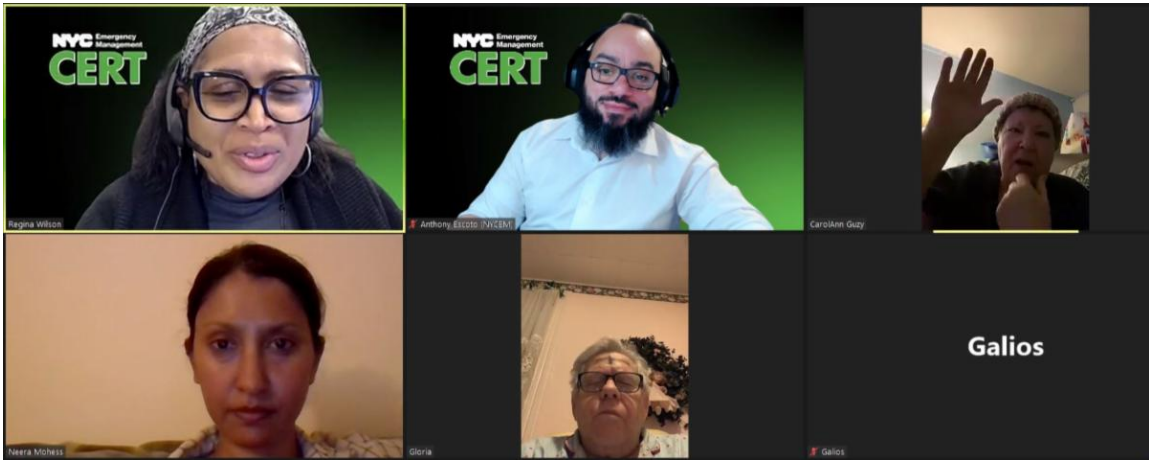 NYC Emergency
Management
CERT
Regina Wilson
NYC Emergency
Management
CERT
Anthony Escoto (NYCEM)
CarolAnn Guzy
Neera Mohess
Gloria
Galios
Galios